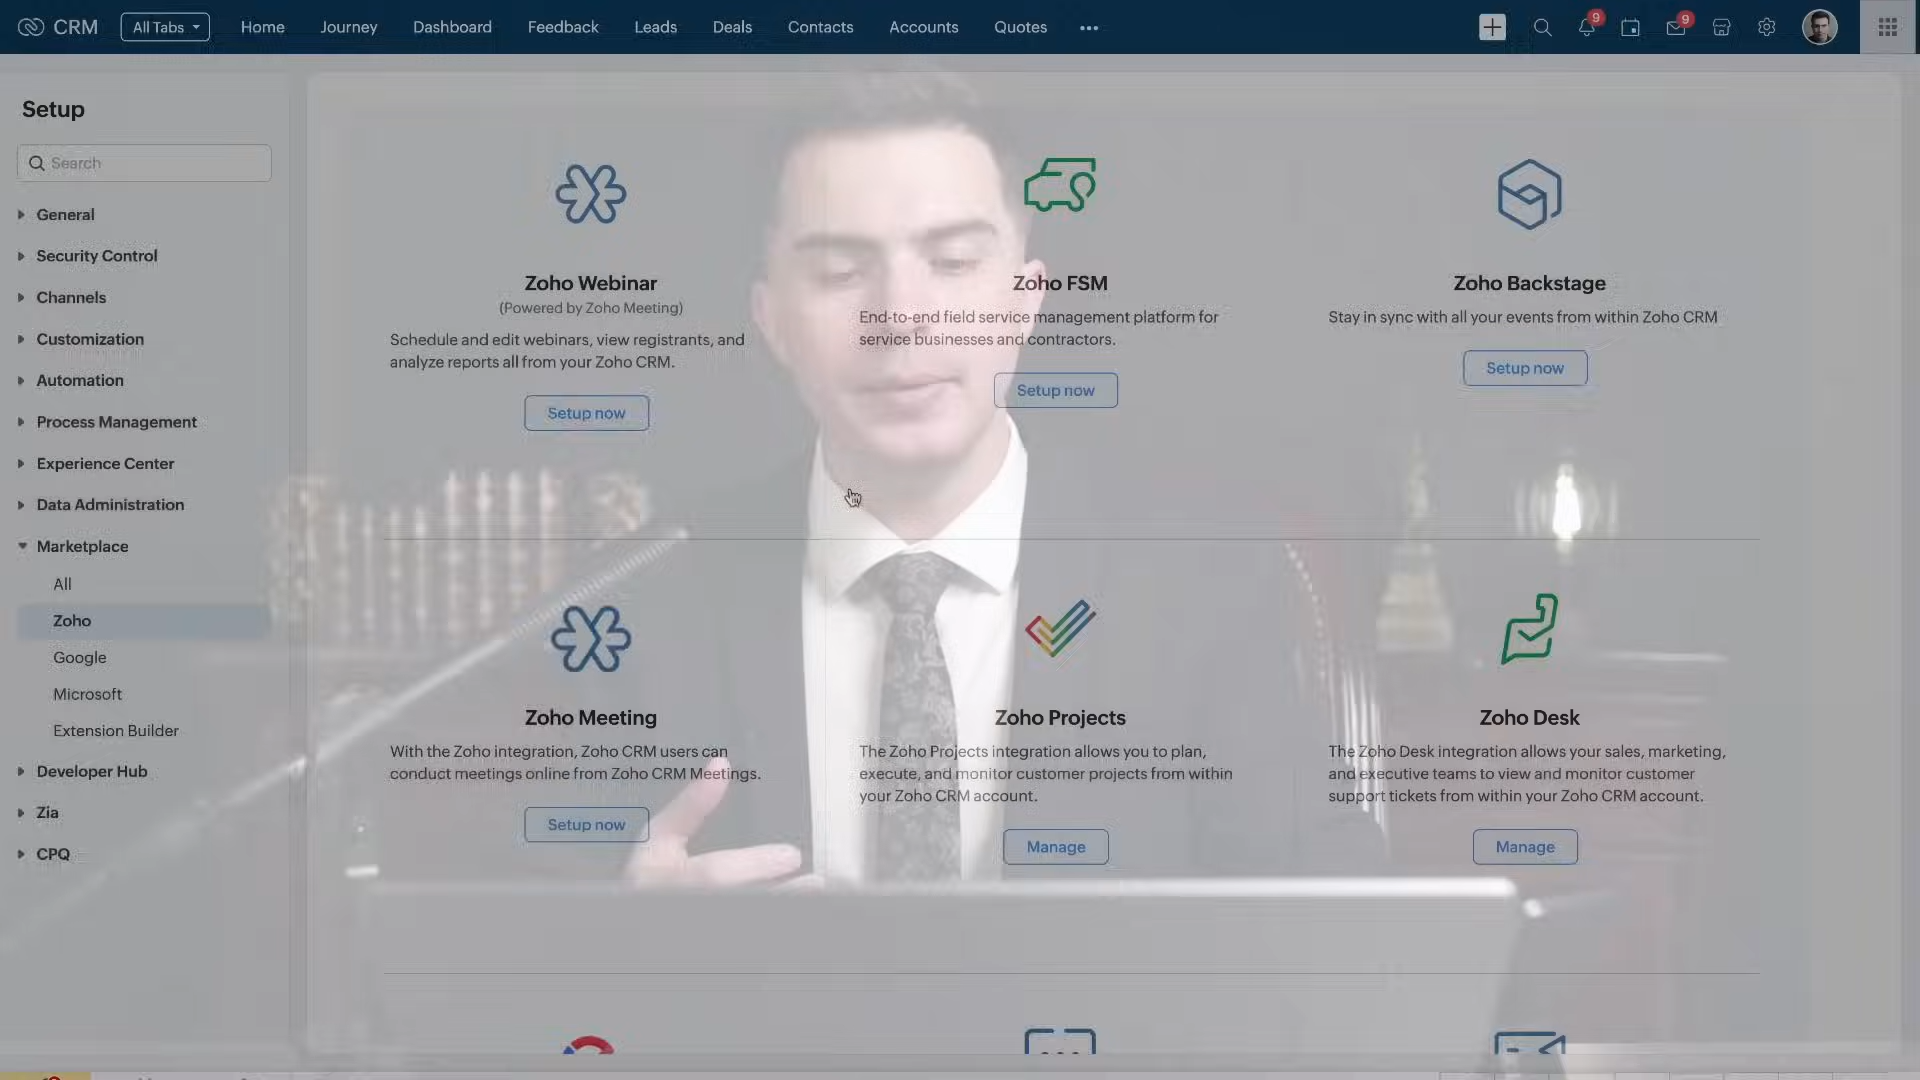 CRM
All Tabs
Home
Journey
Dashboard
Feedback
Leads
Deals
Contacts
Accounts
Quotes
9
9
Setup
Search
General
Security Control
Channels
Customization
Automation
Process Management
Experience Center
Data Administration
Marketplace
All
Zoho
Google
Microsoft
Extension Builder
Developer Hub
Zia
CPQ
Zoho Webinar
(Powered by Zoho Meeting)
Schedule and edit webinars, view registrants, and
analyze reports all from your Zoho CRM.
Setup now
Zoho FSM
End-to-end field service management platform for
service businesses and contractors.
Setup now
Zoho Backstage
Stay in sync with all your events from within Zoho CRM
Setup now
Zoho Meeting
With the Zoho integration, Zoho CRM users can
conduct meetings online from Zoho CRM Meetings.
Setup now
Zoho Projects
The Zoho Projects integration allows you to plan,
execute, and monitor customer projects from within
your Zoho CRM account.
Manage
Zoho Desk
The Zoho Desk integration allows your sales, marketing,
and executive teams to view and monitor customer
support tickets from within your Zoho CRM account.
Manage